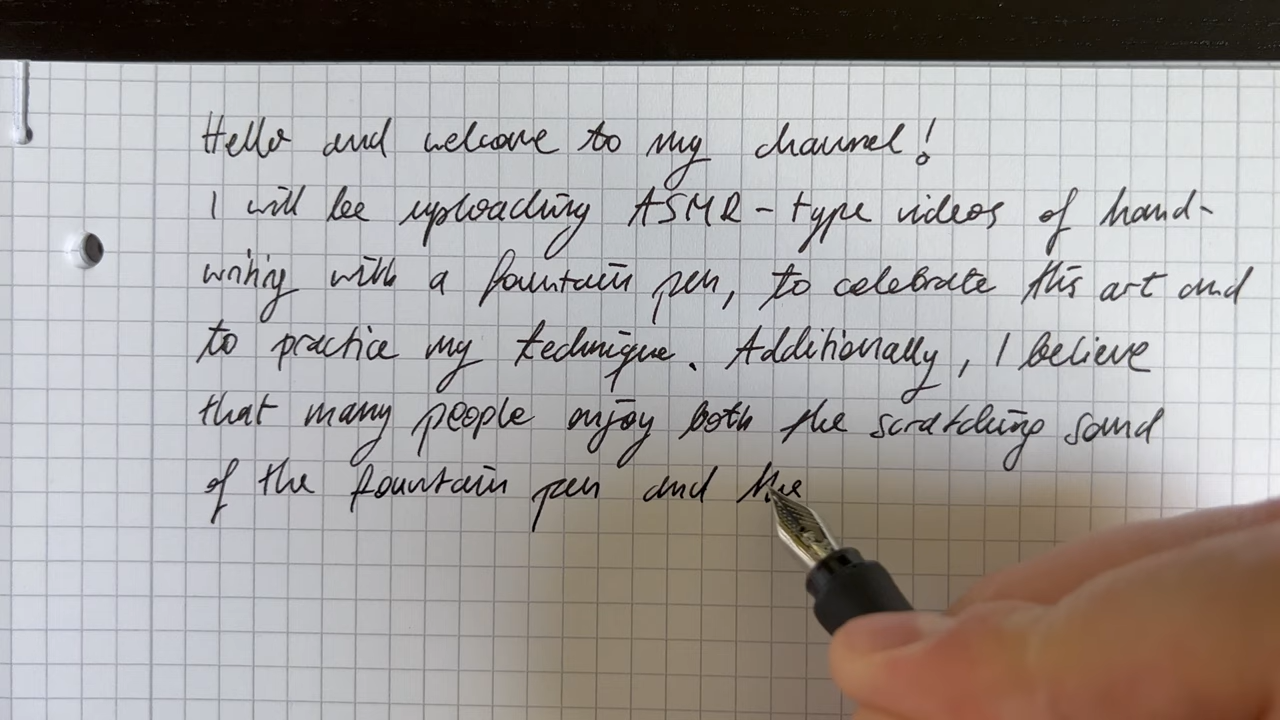 Hello and welcome to my channel!
I will be uploading ASMR-type videos of hand-
writing with a fountain pen, to celebrate this art and
to practice my technique. Additionally, I believe
that many people enjoy both the scratching sound
of the fountain pen and the